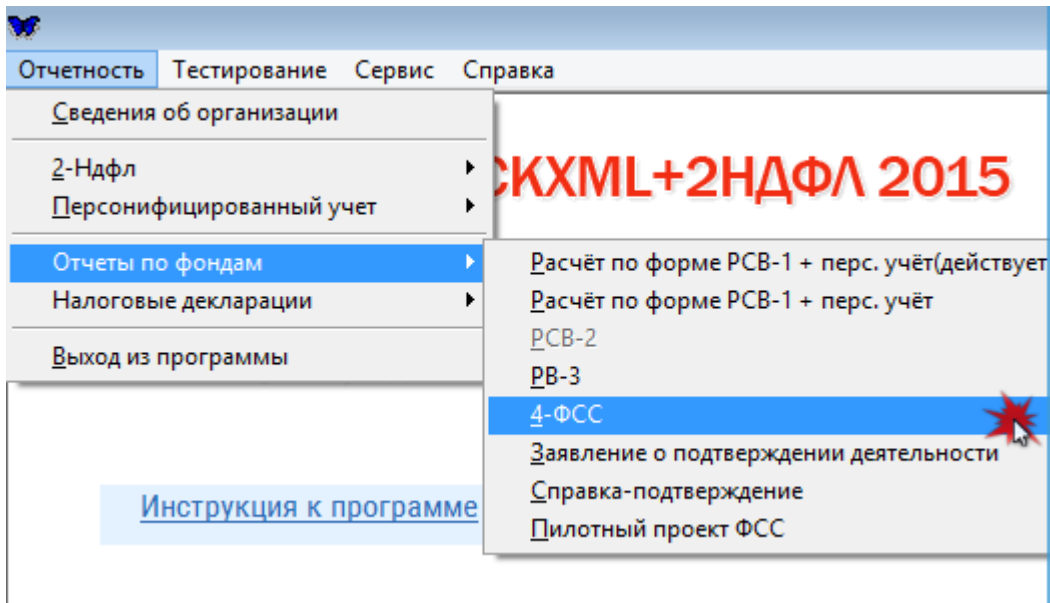 Отчетность Тестирование Сервис Справка
Сведения об организации
2-Ндфл
Персонифицированный учет
Отчеты по фондам
Налоговые декларации
Выход из программы
СКХМL+2НДФЛ 2015
Расчёт по форме РСВ-1 + перс. учёт(действует
Расчёт по форме РСВ-1 + перс. учёт
РСВ-2
РВ-3
4-ФСС
Заявление о подтверждении деятельности
Справка-подтверждение
Пилотный проект ФСС
Инструкция к программе